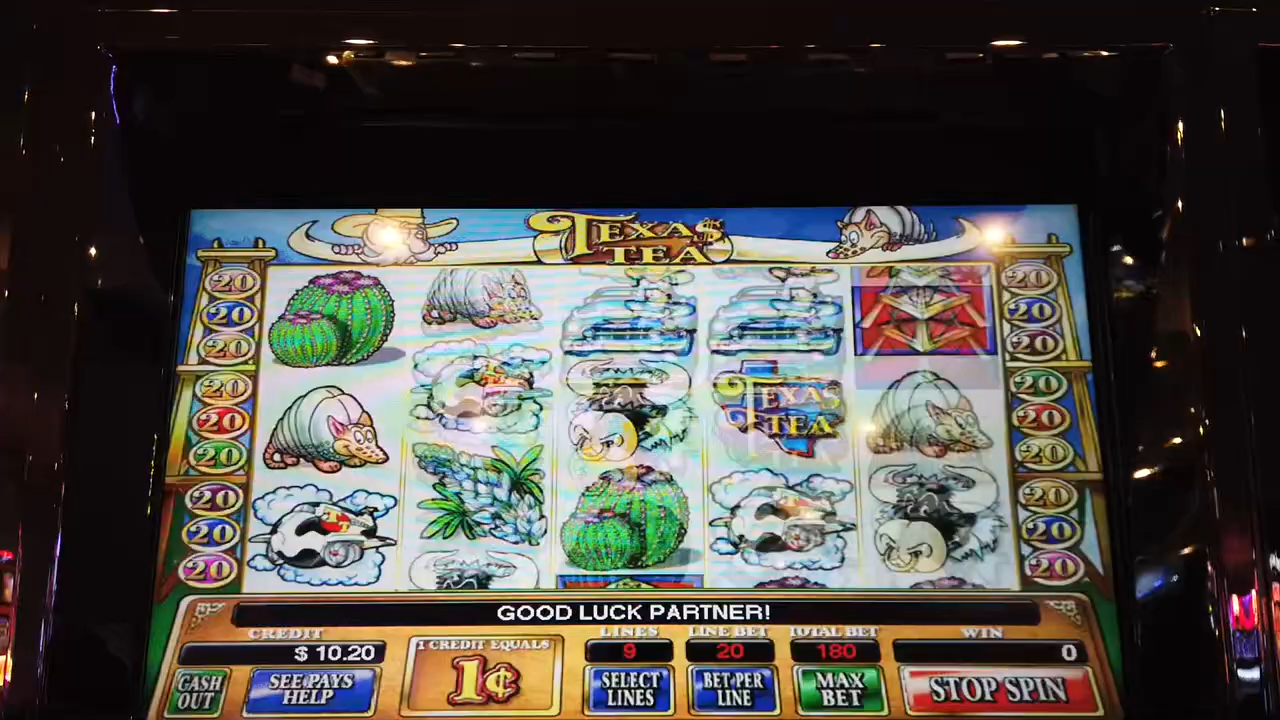 TEXA$
TEA
20 20
20 20
20 20
20 20
20 TEXAS 20
20 TEA 20
20 20
20 TT 20
20 20
GOOD LUCK PARTNER!
CREDIT 1 CREDIT EQUALS LINES LINE BET TOTAL BET WIN
$ 10.20 1¢ 9 20 180 0
CASH OUT SEE PAYS HELP SELECT LINES BET PER LINE MAX BET STOP SPIN